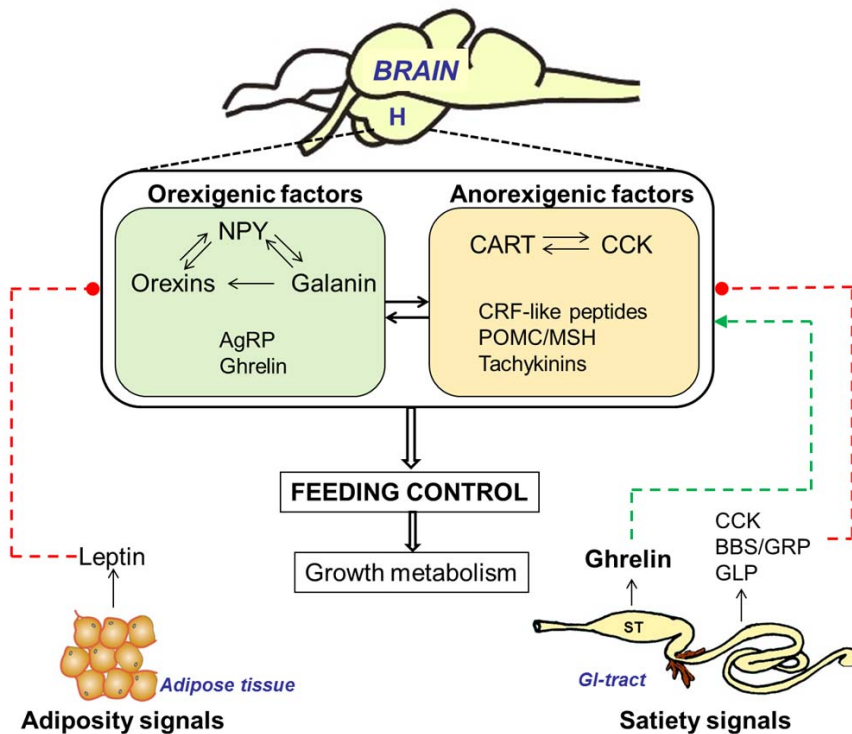 BRAIN
H
Orexigenic factors
Anorexigenic factors
NPY
Orexins
Galanin
AgRP
Ghrelin
CART
CCK
CRF-like peptides
POMC/MSH
Tachykinins
FEEDING CONTROL
Growth metabolism
Leptin
Adipose tissue
Adiposity signals
Ghrelin
CCK
BBS/GRP
GLP
ST
GI-tract
Satiety signals